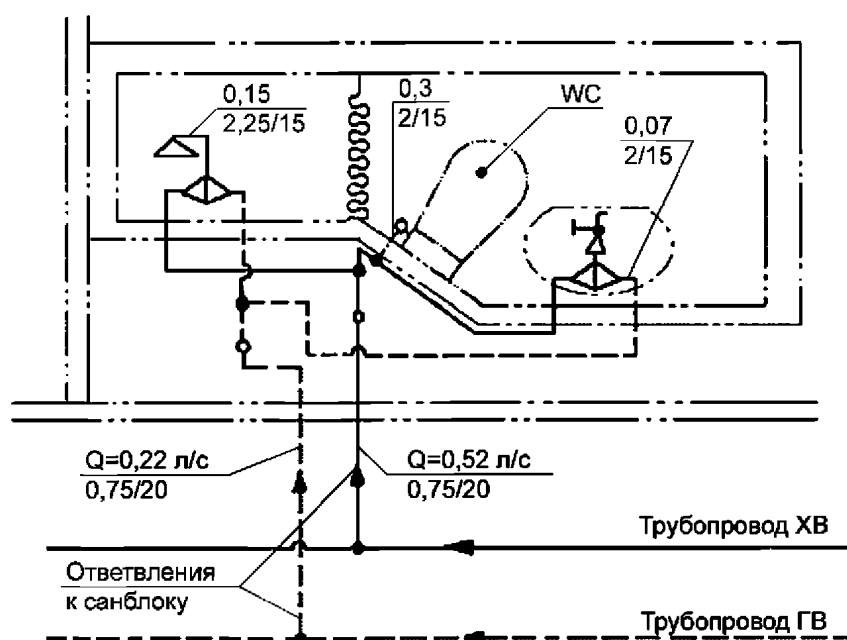 0,15
2,25/15
0,3
2/15
WC
0,07
2/15
Q=0,22 л/с
0,75/20
Q=0,52 л/с
0,75/20
Трубопровод ХВ
Ответвления
к санблоку
Трубопровод ГВ